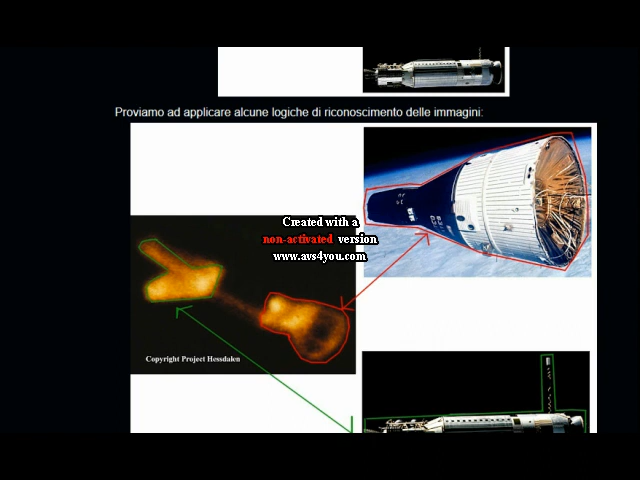 Proviamo ad applicare alcune logiche di riconoscimento delle immagini:
Created with a
non-activated version
www.avs4you.com
Copyright Project Hessdalen